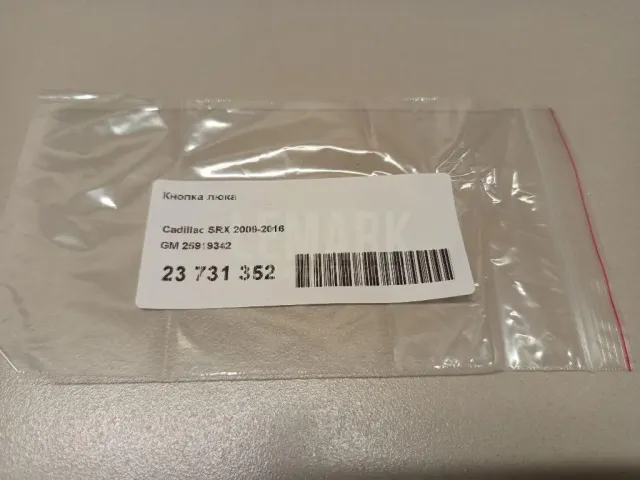 Кнопка люка
Cadillac SRX 2009-2016
GM 25919342
23 731 352